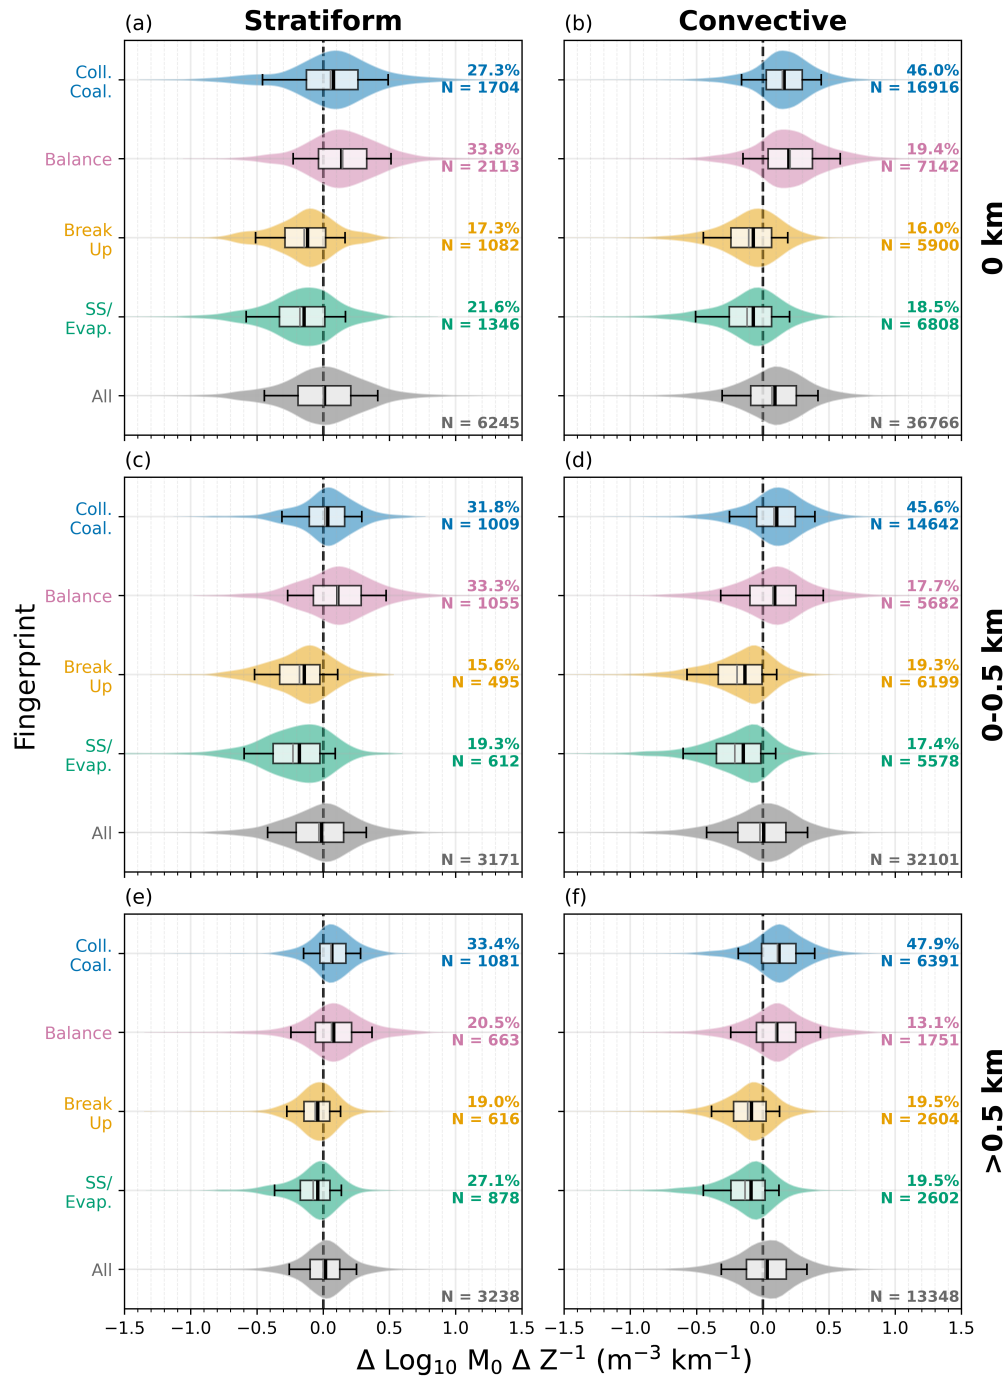 Stratiform
Convective
(a)
(b)
Coll.
Coal.
27.3%
N = 1704
46.0%
N = 16916
Balance
33.8%
N = 2113
19.4%
N = 7142
Break
Up
17.3%
N = 1082
16.0%
N = 5900
SS/
Evap.
21.6%
N = 1346
18.5%
N = 6808
All
N = 6245
N = 36766
0 km
(c)
(d)
Coll.
Coal.
31.8%
N = 1009
45.6%
N = 14642
Balance
33.3%
N = 1055
17.7%
N = 5682
Break
Up
15.6%
N = 495
19.3%
N = 6199
SS/
Evap.
19.3%
N = 612
17.4%
N = 5578
All
N = 3171
N = 32101
Fingerprint
0-0.5 km
(e)
(f)
Coll.
Coal.
33.4%
N = 1081
47.9%
N = 6391
Balance
20.5%
N = 663
13.1%
N = 1751
Break
Up
19.0%
N = 616
19.5%
N = 2604
SS/
Evap.
27.1%
N = 878
19.5%
N = 2602
All
N = 3238
N = 13348
>0.5 km
−1.5 −1.0 −0.5 0.0 0.5 1.0 1.5
−1.5 −1.0 −0.5 0.0 0.5 1.0 1.5
Δ Log₁₀ M₀ Δ Z⁻¹ (m⁻³ km⁻¹)